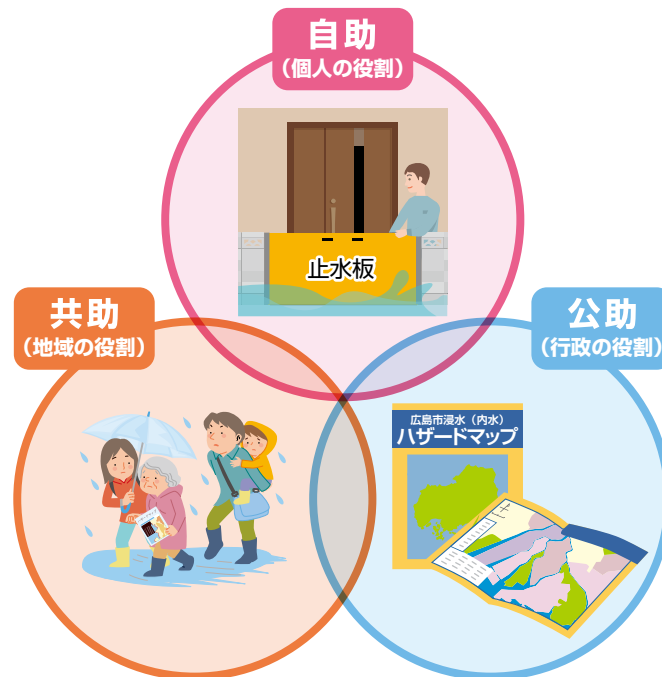 自助
（個人の役割）
止水板
共助
（地域の役割）
公助
（行政の役割）
広島市浸水（内水）
ハザードマップ